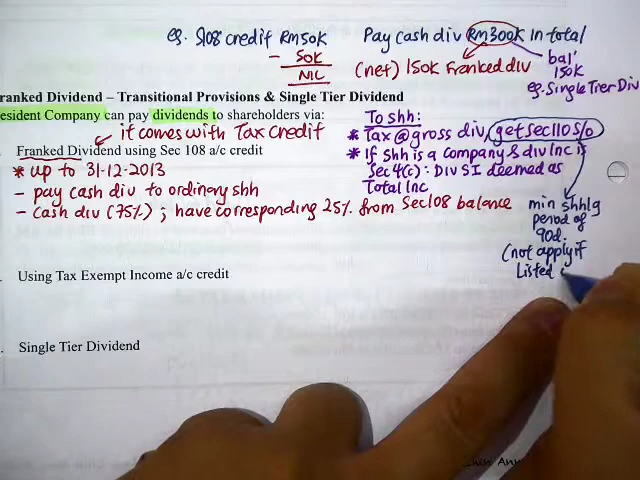 eg. S108 credit RM50K
- 50K
NIL
Pay cash div RM300K in total
(net) 150K Franked div
bal' 150K
eg. Single Tier Div
ranked Dividend – Transitional Provisions & Single Tier Dividend
esident Company can pay dividends to shareholders via:
it comes with Tax credit
Franked Dividend using Sec 108 a/c credit
* up to 31-12-2013
- pay cash div to ordinary shh
- cash div (75%) ; have corresponding 25% from Sec108 balance
To shh:
* Tax @ gross div, get Sec110 S/O
* If shh is a company & div Inc is
Sec 4(c) : Div SI deemed as
Total Inc
min shhlg
period of
90d.
(not apply if
Listed
. Using Tax Exempt Income a/c credit
. Single Tier Dividend